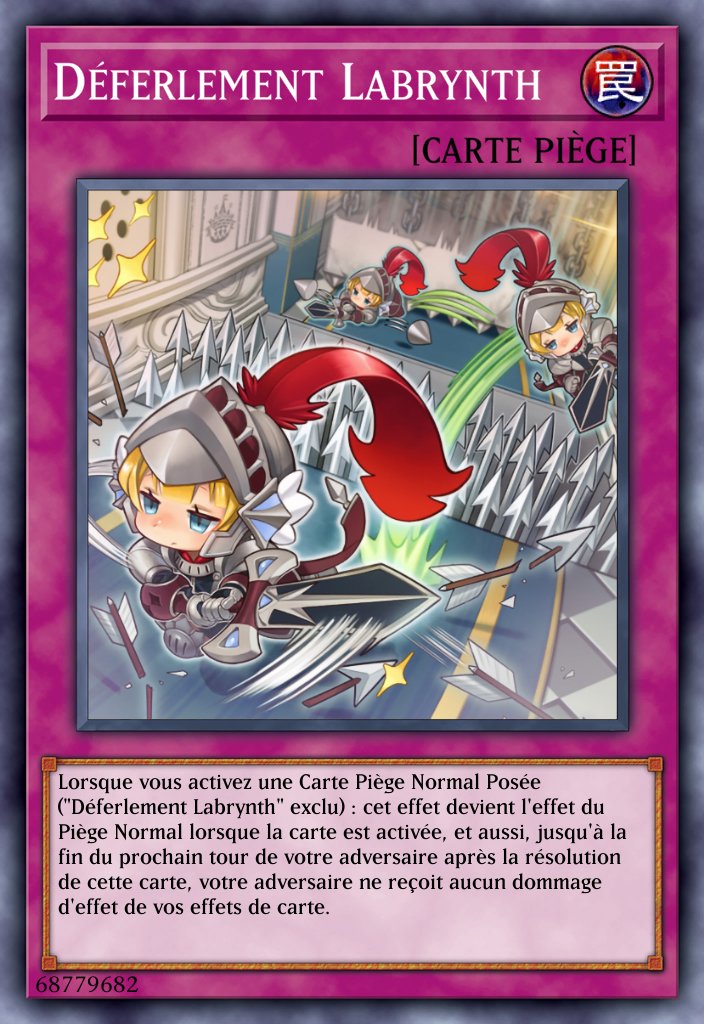 Déferlement Labrynth
罠
[CARTE PIÈGE]
Lorsque vous activez une Carte Piège Normal Posée
("Déferlement Labrynth" exclu) : cet effet devient l'effet du
Piège Normal lorsque la carte est activée, et aussi, jusqu'à la
fin du prochain tour de votre adversaire après la résolution
de cette carte, votre adversaire ne reçoit aucun dommage
d'effet de vos effets de carte.
68779682